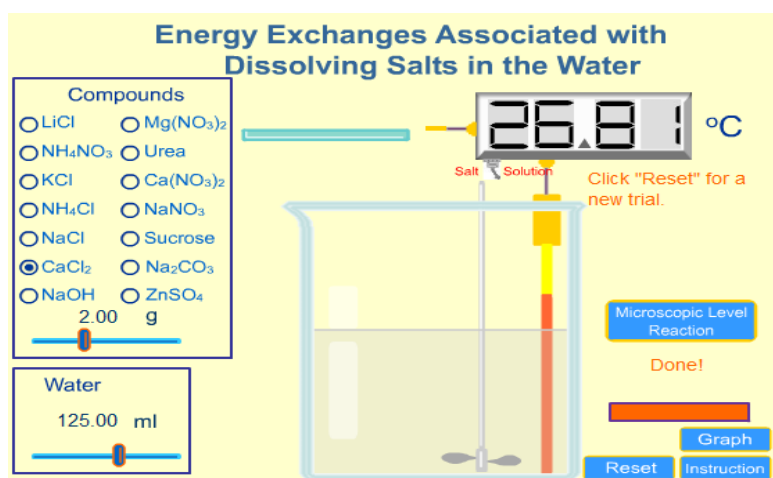 Energy Exchanges Associated with
Dissolving Salts in the Water
Compounds
LiCl
Mg(NO₃)₂
NH₄NO₃
Urea
KCl
Ca(NO₃)₂
NH₄Cl
NaNO₃
NaCl
Sucrose
CaCl₂
Na₂CO₃
NaOH
ZnSO₄
2.00 g
Water
125.00 ml
26.81 °C
Salt Solution
Click "Reset" for a
new trial.
Microscopic Level
Reaction
Done!
Graph
Reset
Instruction